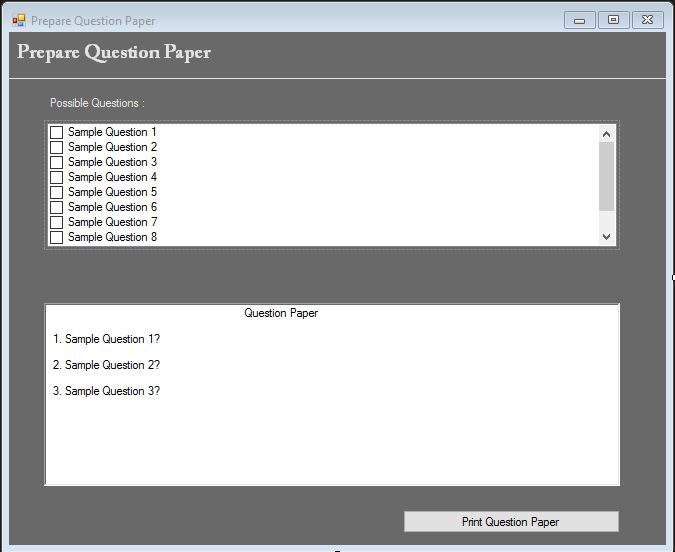 Prepare Question Paper
Prepare Question Paper
Possible Questions :
Sample Question 1
Sample Question 2
Sample Question 3
Sample Question 4
Sample Question 5
Sample Question 6
Sample Question 7
Sample Question 8
Question Paper
1. Sample Question 1?
2. Sample Question 2?
3. Sample Question 3?
Print Question Paper